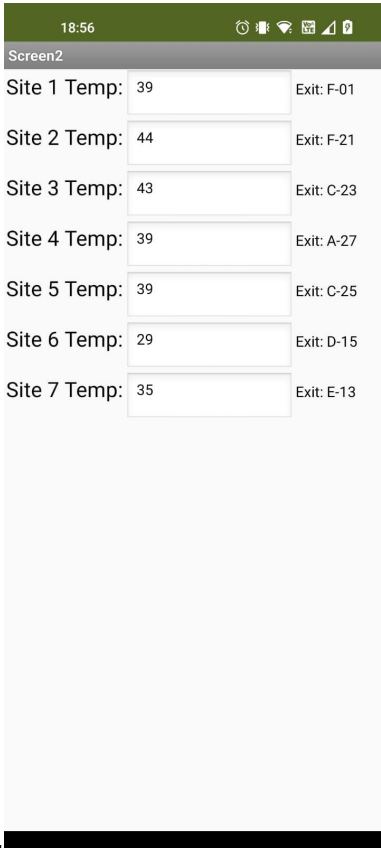 18:56
Screen2
Site 1 Temp: 39 Exit: F-01
Site 2 Temp: 44 Exit: F-21
Site 3 Temp: 43 Exit: C-23
Site 4 Temp: 39 Exit: A-27
Site 5 Temp: 39 Exit: C-25
Site 6 Temp: 29 Exit: D-15
Site 7 Temp: 35 Exit: E-13